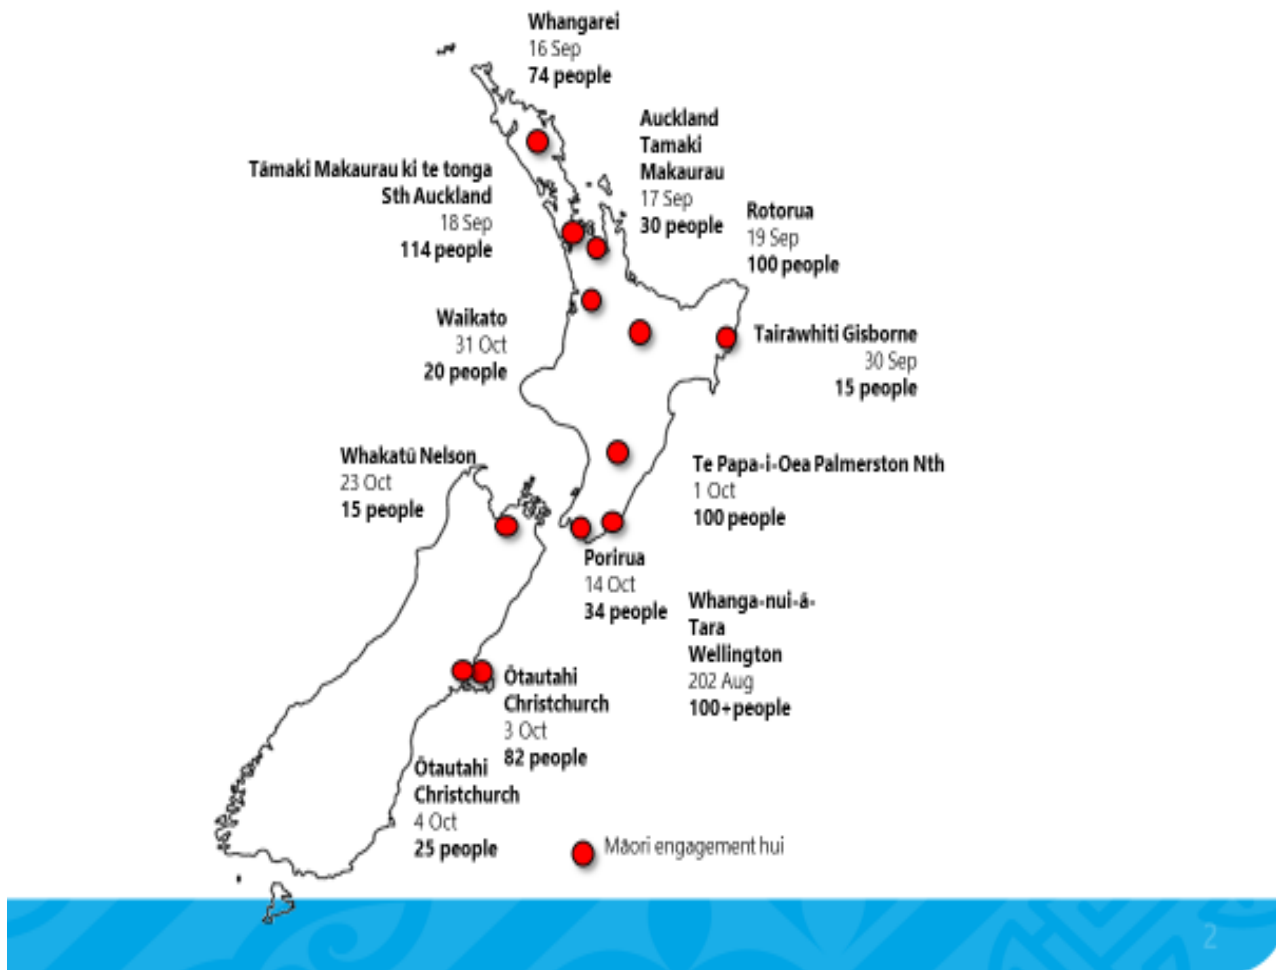 Whangarei
16 Sep
74 people
Auckland
Tamaki
Makaurau
17 Sep
30 people
Tāmaki Makaurau ki te tonga
Sth Auckland
18 Sep
114 people
Rotorua
19 Sep
100 people
Waikato
31 Oct
20 people
Tairāwhiti Gisborne
30 Sep
15 people
Whakatū Nelson
23 Oct
15 people
Te Papa-i-Oea Palmerston Nth
1 Oct
100 people
Porirua
14 Oct
34 people
Whanga-nui-ā-
Tara
Wellington
202 Aug
100+people
Ōtautahi
Christchurch
3 Oct
82 people
Ōtautahi
Christchurch
4 Oct
25 people
Māori engagement hui
2